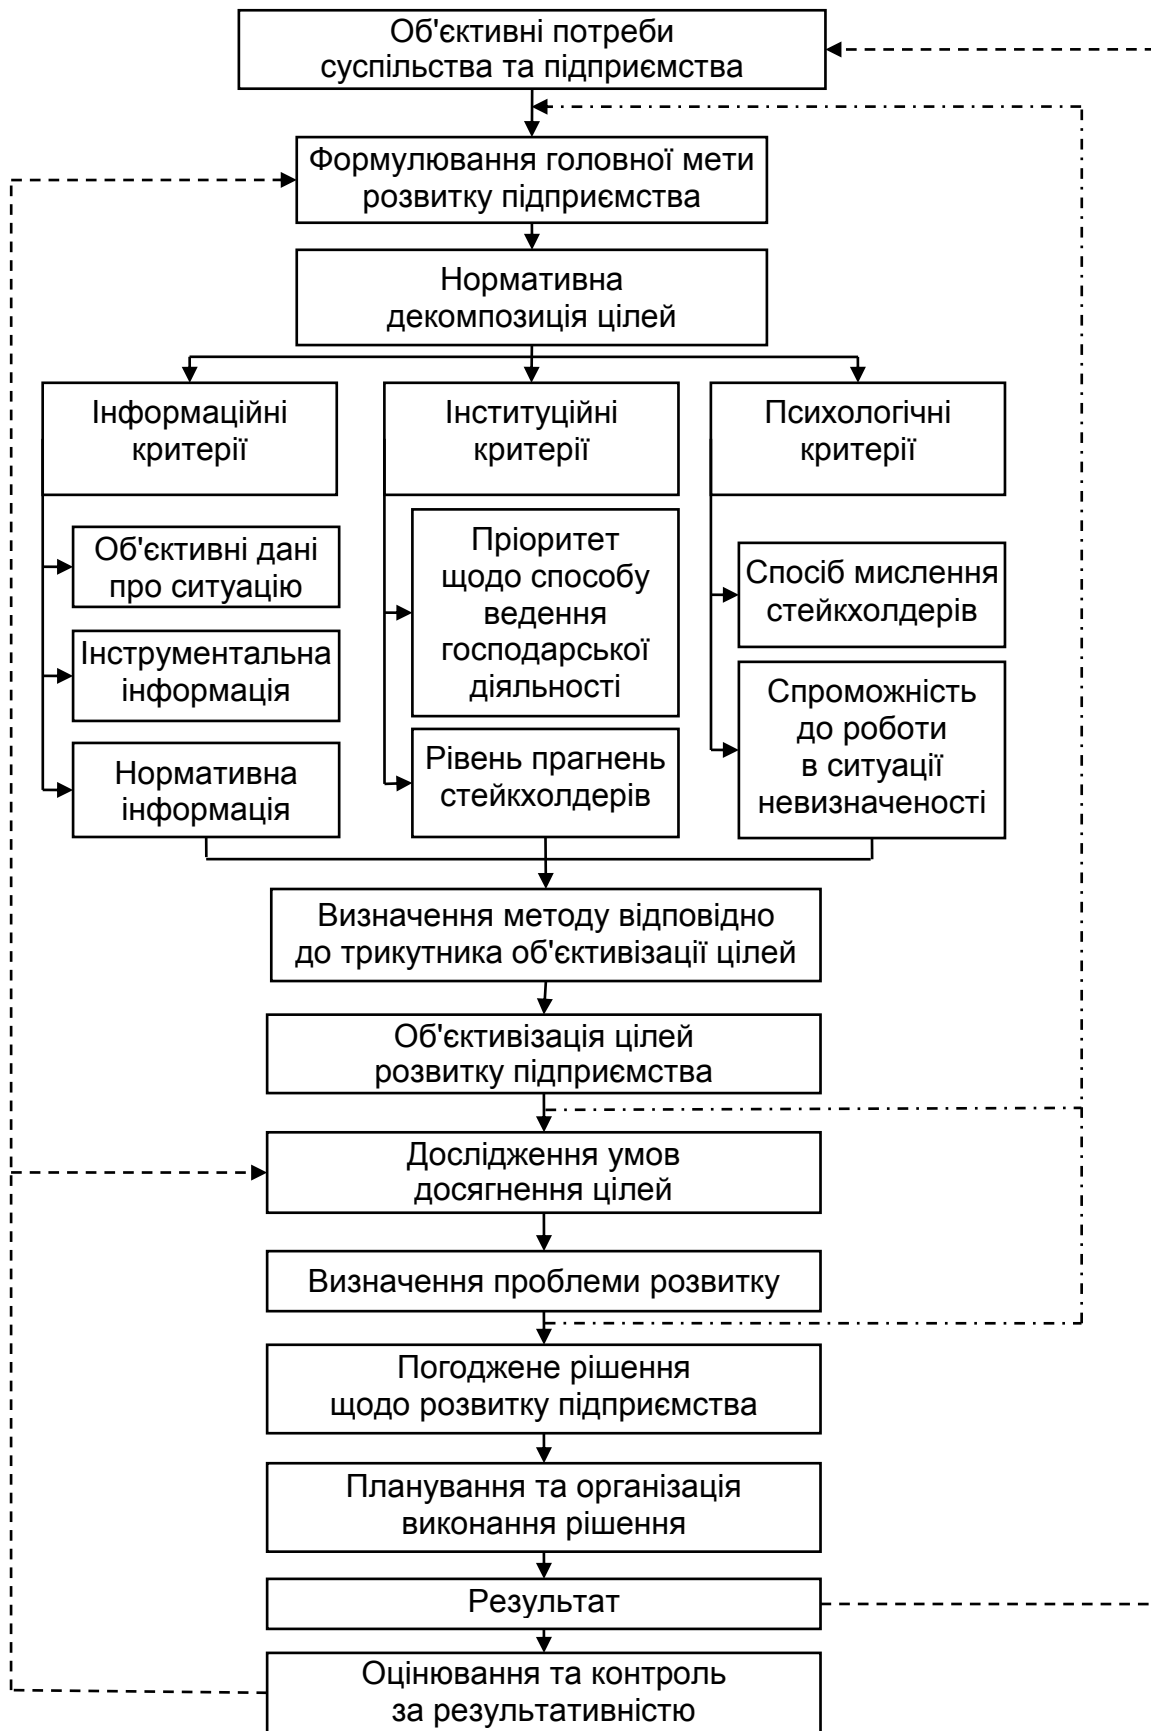 Об'єктивні потреби
суспільства та підприємства
Формулювання головної мети
розвитку підприємства
Нормативна
декомпозиція цілей
Інформаційні
критерії
Інституційні
критерії
Психологічні
критерії
Об'єктивні дані
про ситуацію
Інструментальна
інформація
Нормативна
інформація
Пріоритет
щодо способу
ведення
господарської
діяльності
Рівень прагнень
стейкхолдерів
Спосіб мислення
стейкхолдерів
Спроможність
до роботи
в ситуації
невизначеності
Визначення методу відповідно
до трикутника об'єктивізації цілей
Об'єктивізація цілей
розвитку підприємства
Дослідження умов
досягнення цілей
Визначення проблеми розвитку
Погоджене рішення
щодо розвитку підприємства
Планування та організація
виконання рішення
Результат
Оцінювання та контроль
за результативністю